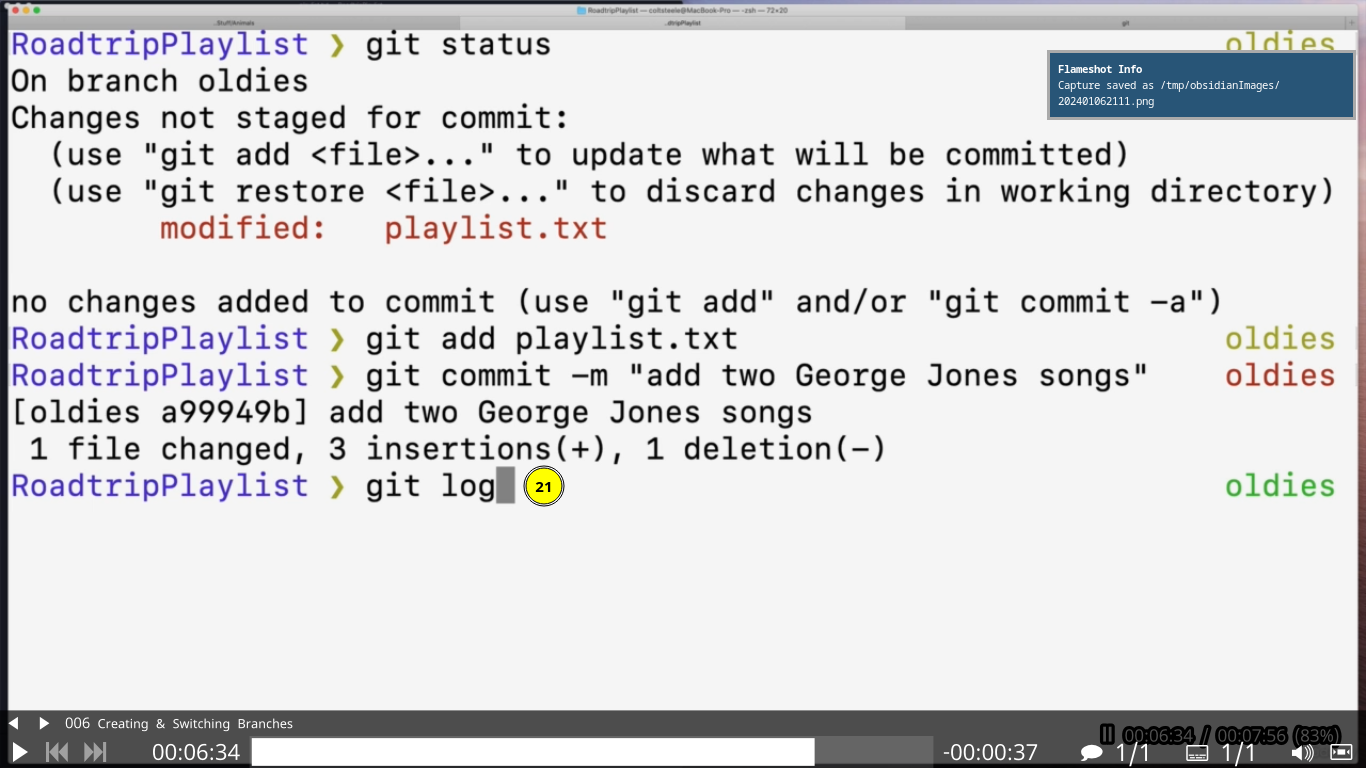 RoadtripPlaylist — coltsteele@MacBook-Pro — -zsh — 72×20
..Stuff/Animals ..dtripPlaylist git +
RoadtripPlaylist ❯ git status oldies
On branch oldies
Changes not staged for commit:
(use "git add <file>..." to update what will be committed)
(use "git restore <file>..." to discard changes in working directory)
modified: playlist.txt
no changes added to commit (use "git add" and/or "git commit -a")
RoadtripPlaylist ❯ git add playlist.txt oldies
RoadtripPlaylist ❯ git commit -m "add two George Jones songs" oldies
[oldies a99949b] add two George Jones songs
1 file changed, 3 insertions(+), 1 deletion(-)
RoadtripPlaylist ❯ git log 21 oldies
Flameshot Info
Capture saved as /tmp/obsidianImages/
202401062111.png
006 Creating & Switching Branches
00:06:34 / 00:07:56 (83%)
00:06:34 -00:00:37 1/1 1/1